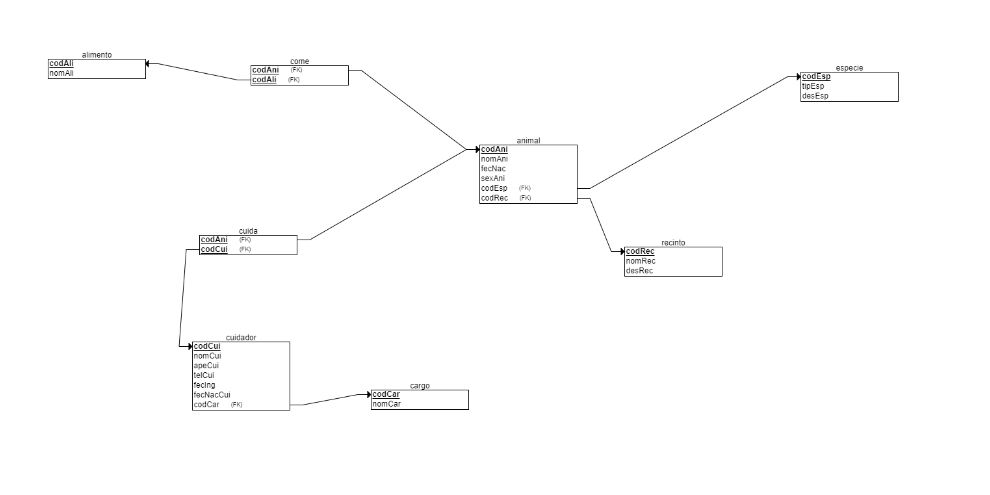 alimento
codAli
nomAli
come
codAni (FK)
codAli (FK)
especie
codEsp
tipEsp
desEsp
animal
codAni
nomAni
fecNac
sexAni
codEsp (FK)
codRec (FK)
cuida
codAni (FK)
codCui (FK)
recinto
codRec
nomRec
desRec
cuidador
codCui
nomCui
apeCui
telCui
fecIng
fecNacCui
codCar (FK)
cargo
codCar
nomCar